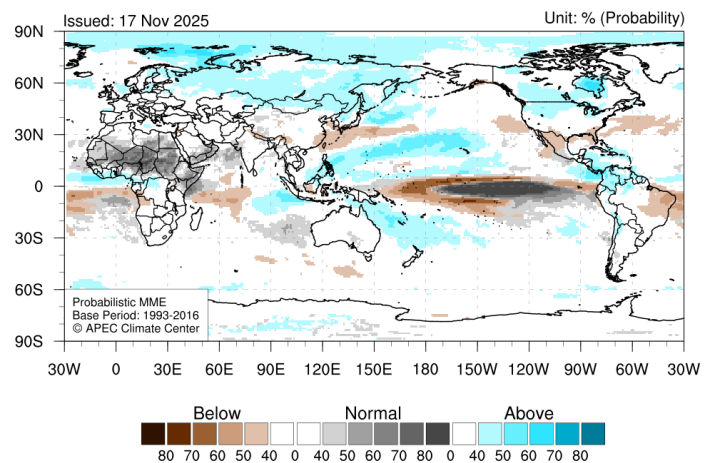 Issued: 17 Nov 2025
Unit: % (Probability)
90N
60N
30N
0
30S
60S
90S
Probabilistic MME
Base Period: 1993-2016
© APEC Climate Center
30W 0 30E 60E 90E 120E 150E 180 150W 120W 90W 60W 30W
Below Normal Above
80 70 60 50 40 0 40 50 60 70 80 0 40 50 60 70 80